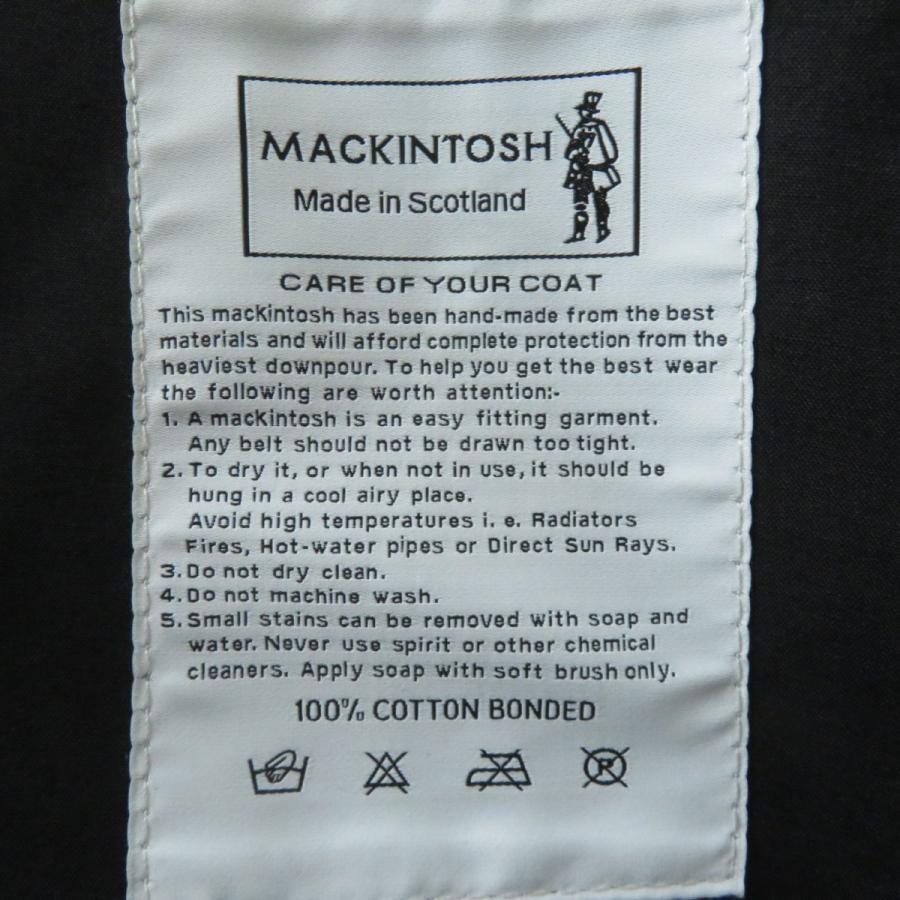 MACKINTOSH
Made in Scotland
CARE OF YOUR COAT
This mackintosh has been hand-made from the best
materials and will afford complete protection from the
heaviest downpour. To help you get the best wear
the following are worth attention:-
1. A mackintosh is an easy fitting garment.
Any belt should not be drawn too tight.
2. To dry it, or when not in use, it should be
hung in a cool airy place.
Avoid high temperatures i. e. Radiators
Fires, Hot-water pipes or Direct Sun Rays.
3. Do not dry clean.
4. Do not machine wash.
5. Small stains can be removed with soap and
water. Never use spirit or other chemical
cleaners. Apply soap with soft brush only.
100% COTTON BONDED
P